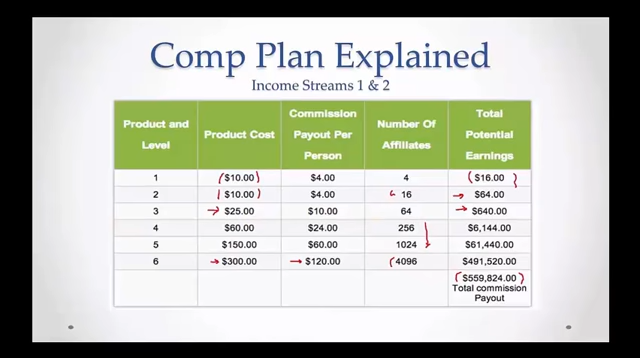 Comp Plan Explained
Income Streams 1 & 2
Product and Level Product Cost Commission Payout Per Person Number Of Affiliates Total Potential Earnings
1 $10.00 $4.00 4 $16.00
2 $10.00 $4.00 16 $64.00
3 $25.00 $10.00 64 $640.00
4 $60.00 $24.00 256 $6,144.00
5 $150.00 $60.00 1024 $61,440.00
6 $300.00 $120.00 4096 $491,520.00
$559,824.00
Total commission
Payout